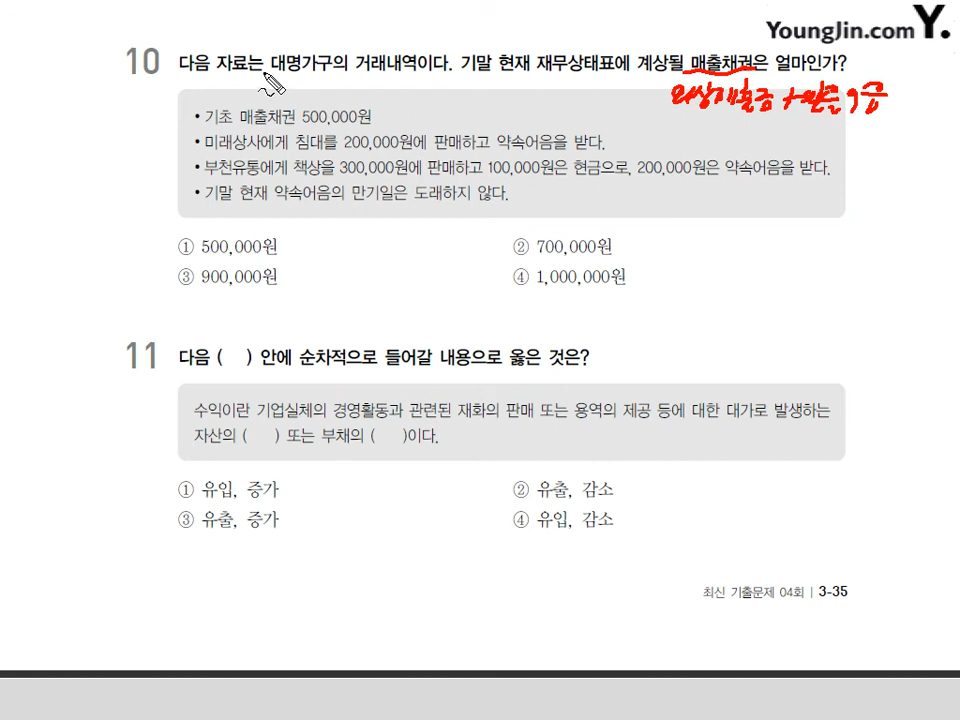 YoungJin.com Y.
10 다음 자료는 대명가구의 거래내역이다. 기말 현재 재무상태표에 계상될 매출채권은 얼마인가?
외상매출금 + 받을어음
• 기초 매출채권 500,000원
• 미래상사에게 침대를 200,000원에 판매하고 약속어음을 받다.
• 부천유통에게 책상을 300,000원에 판매하고 100,000원은 현금으로, 200,000원은 약속어음을 받다.
• 기말 현재 약속어음의 만기일은 도래하지 않다.
① 500,000원 ② 700,000원
③ 900,000원 ④ 1,000,000원
11 다음 ( ) 안에 순차적으로 들어갈 내용으로 옳은 것은?
수익이란 기업실체의 경영활동과 관련된 재화의 판매 또는 용역의 제공 등에 대한 대가로 발생하는
자산의 ( ) 또는 부채의 ( )이다.
① 유입, 증가 ② 유출, 감소
③ 유출, 증가 ④ 유입, 감소
최신 기출문제 04회 | 3-35